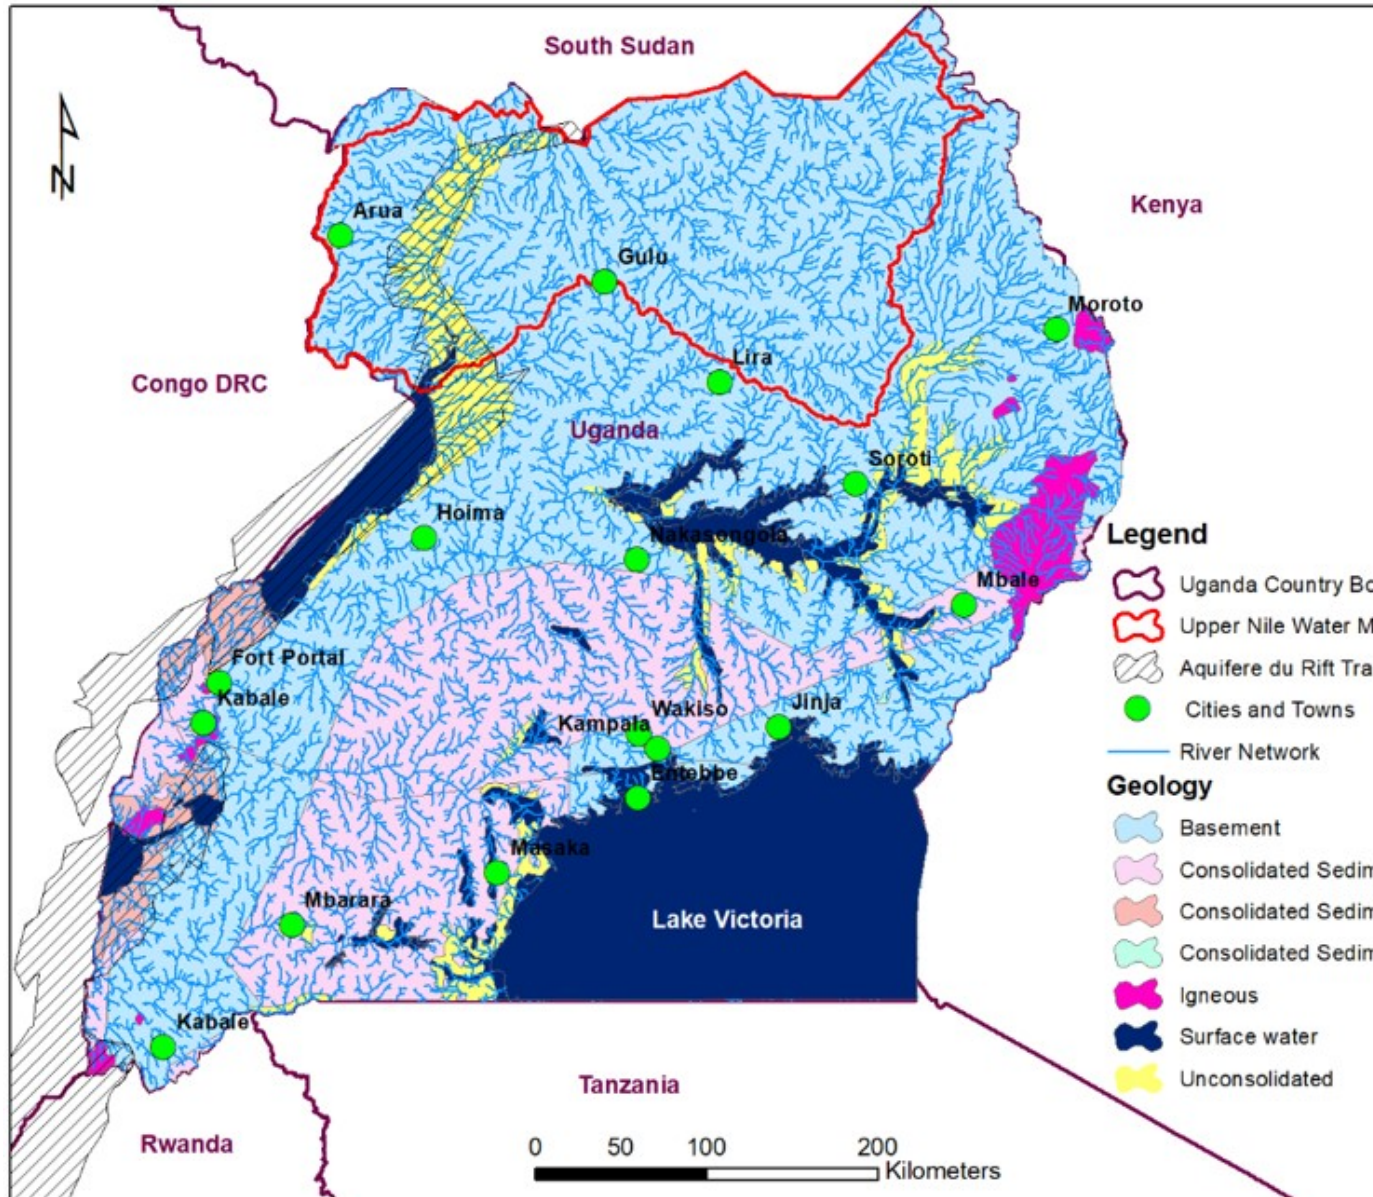 South Sudan
N
Kenya
Arua
Gulu
Moroto
Congo DRC
Lira
Uganda
Soroti
Hoima
Nakasongola
Mbale
Fort Portal
Kabale
Wakiso
Kampala
Jinja
Entebbe
Masaka
Mbarara
Lake Victoria
Kabale
Tanzania
Rwanda
0 50 100 200
Kilometers
Legend
Uganda Country Bo
Upper Nile Water M
Aquifere du Rift Tra
Cities and Towns
River Network
Geology
Basement
Consolidated Sedim
Consolidated Sedim
Consolidated Sedim
Igneous
Surface water
Unconsolidated